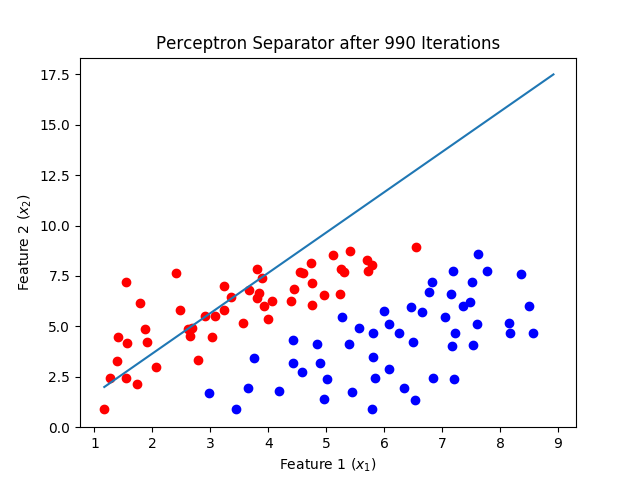 Perceptron Separator after 990 Iterations
17.5
15.0
12.5
10.0
7.5
5.0
2.5
0.0
Feature 2 (x₂)
1 2 3 4 5 6 7 8 9
Feature 1 (x₁)